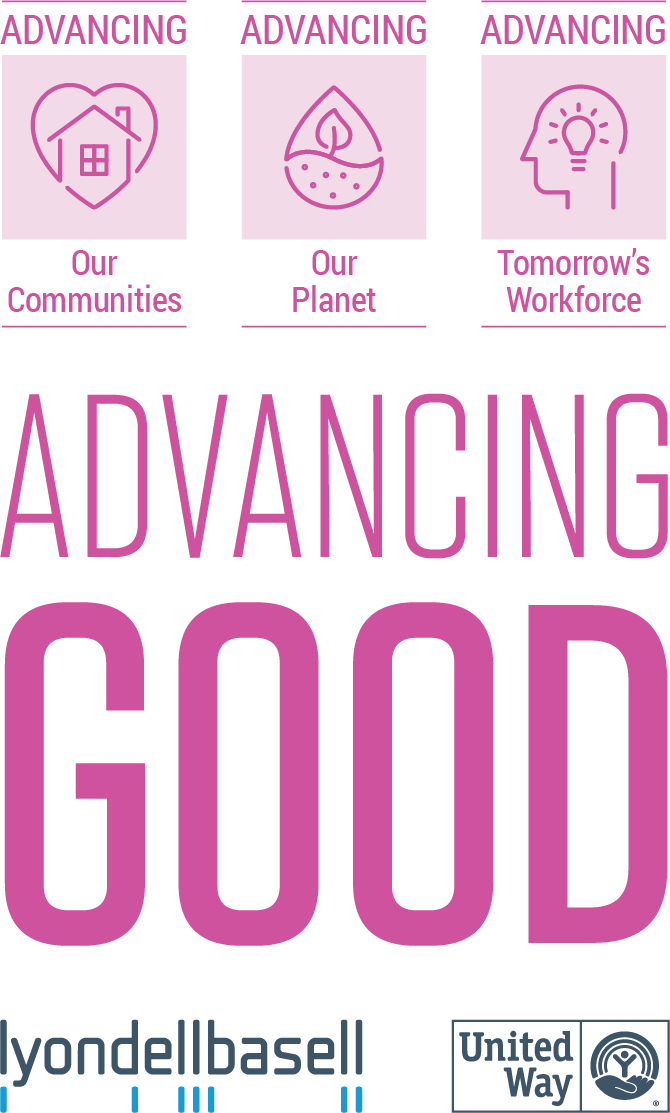 ADVANCING
Our
Communities
ADVANCING
Our
Planet
ADVANCING
Tomorrow’s
Workforce
ADVANCING
GOOD
lyondellbasell
United
Way
®